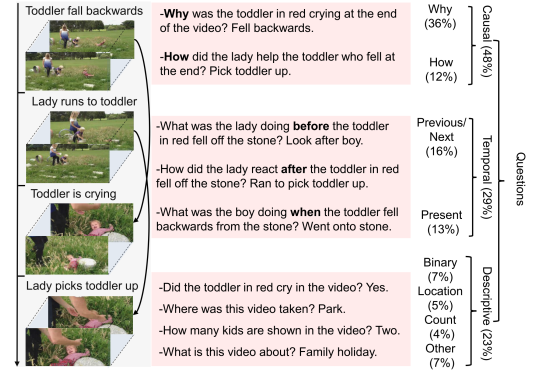 Toddler fall backwards
Lady runs to toddler
Toddler is crying
Lady picks toddler up
-Why was the toddler in red crying at the end
of the video? Fell backwards.
-How did the lady help the toddler who fell at
the end? Pick toddler up.
-What was the lady doing before the toddler
in red fell off the stone? Look after boy.
-How did the lady react after the toddler in red
fell off the stone? Ran to pick toddler up.
-What was the boy doing when the toddler fell
backwards from the stone? Went onto stone.
-Did the toddler in red cry in the video? Yes.
-Where was this video taken? Park.
-How many kids are shown in the video? Two.
-What is this video about? Family holiday.
Why
(36%)
How
(12%)
Previous/
Next
(16%)
Present
(13%)
Binary
(7%)
Location
(5%)
Count
(4%)
Other
(7%)
Causal (48%)
Temporal (29%)
Descriptive (23%)
Questions